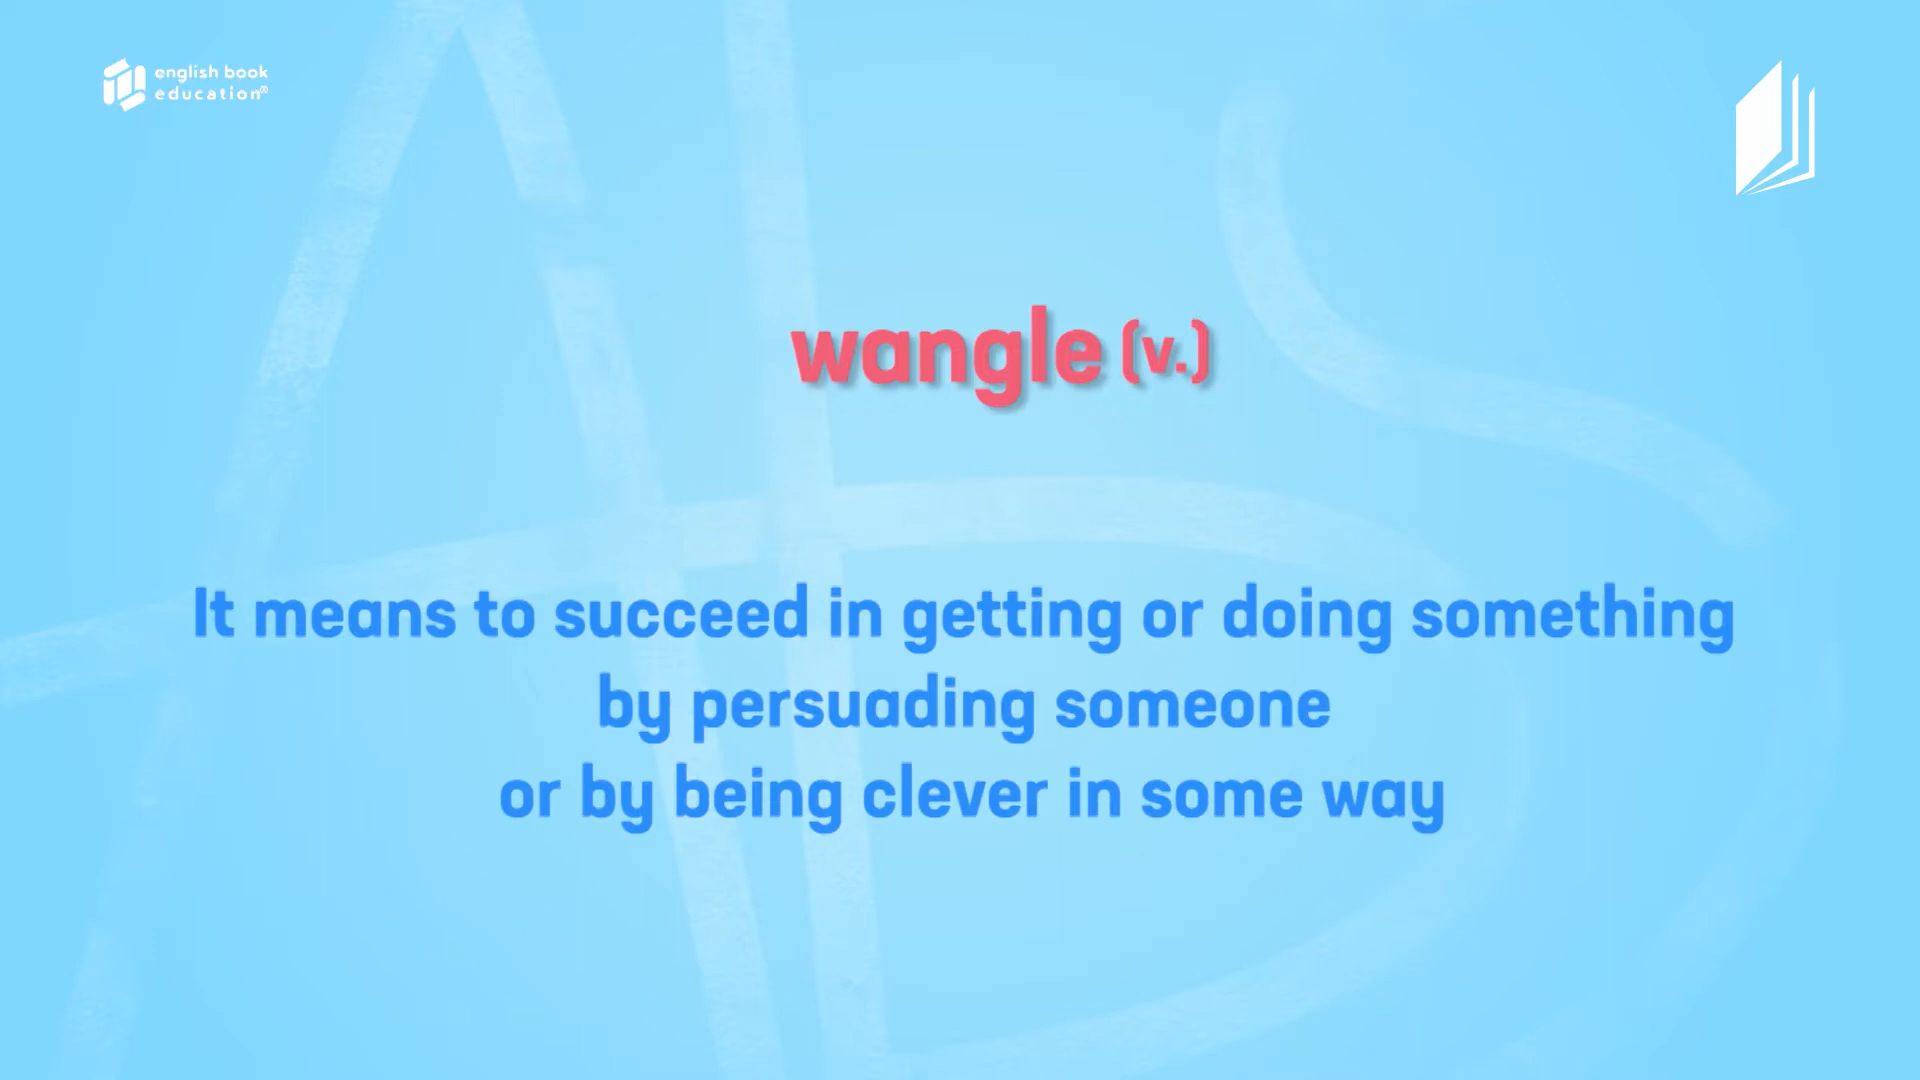 english book
education®
wangle (v.)
It means to succeed in getting or doing something
by persuading someone
or by being clever in some way